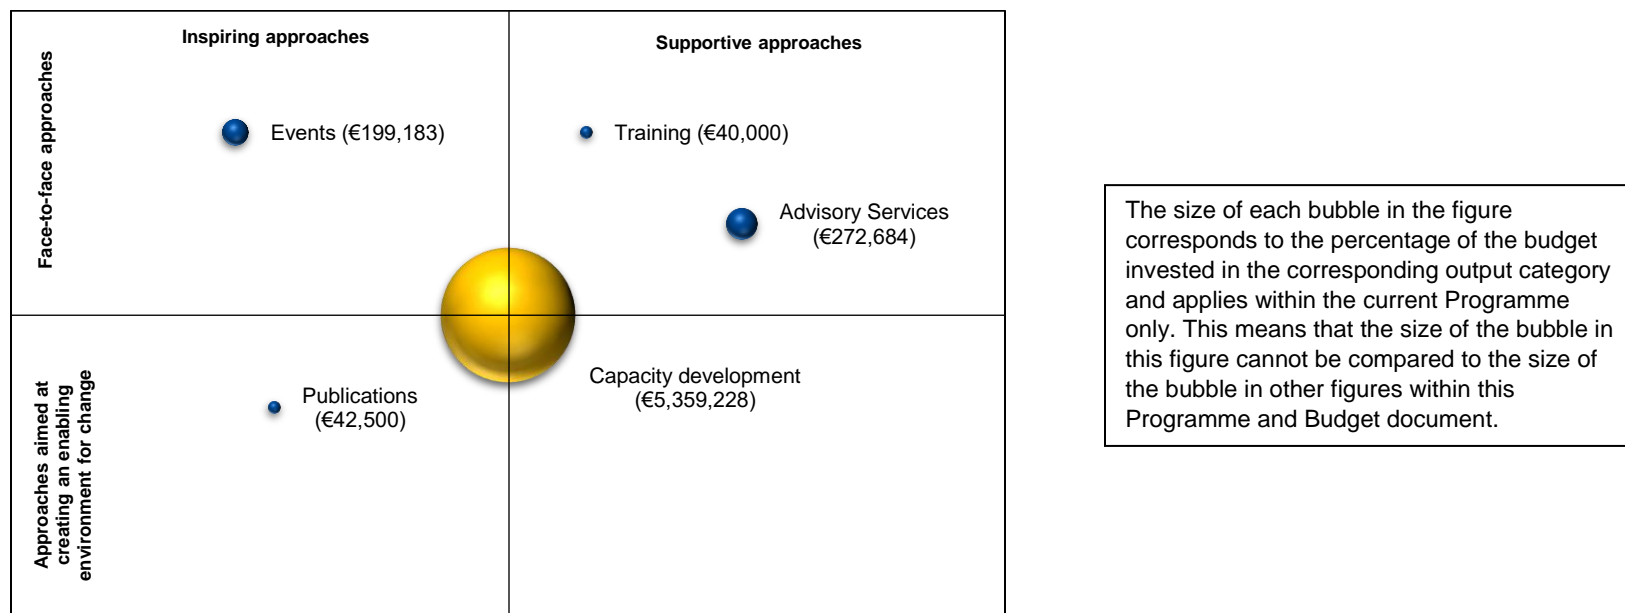 Inspiring approaches
Supportive approaches
Face-to-face approaches
Events (€199,183)
Training (€40,000)
Advisory Services
(€272,684)
Approaches aimed at
creating an enabling
environment for change
Publications
(€42,500)
Capacity development
(€5,359,228)
The size of each bubble in the figure
corresponds to the percentage of the budget
invested in the corresponding output category
and applies within the current Programme
only. This means that the size of the bubble in
this figure cannot be compared to the size of
the bubble in other figures within this
Programme and Budget document.